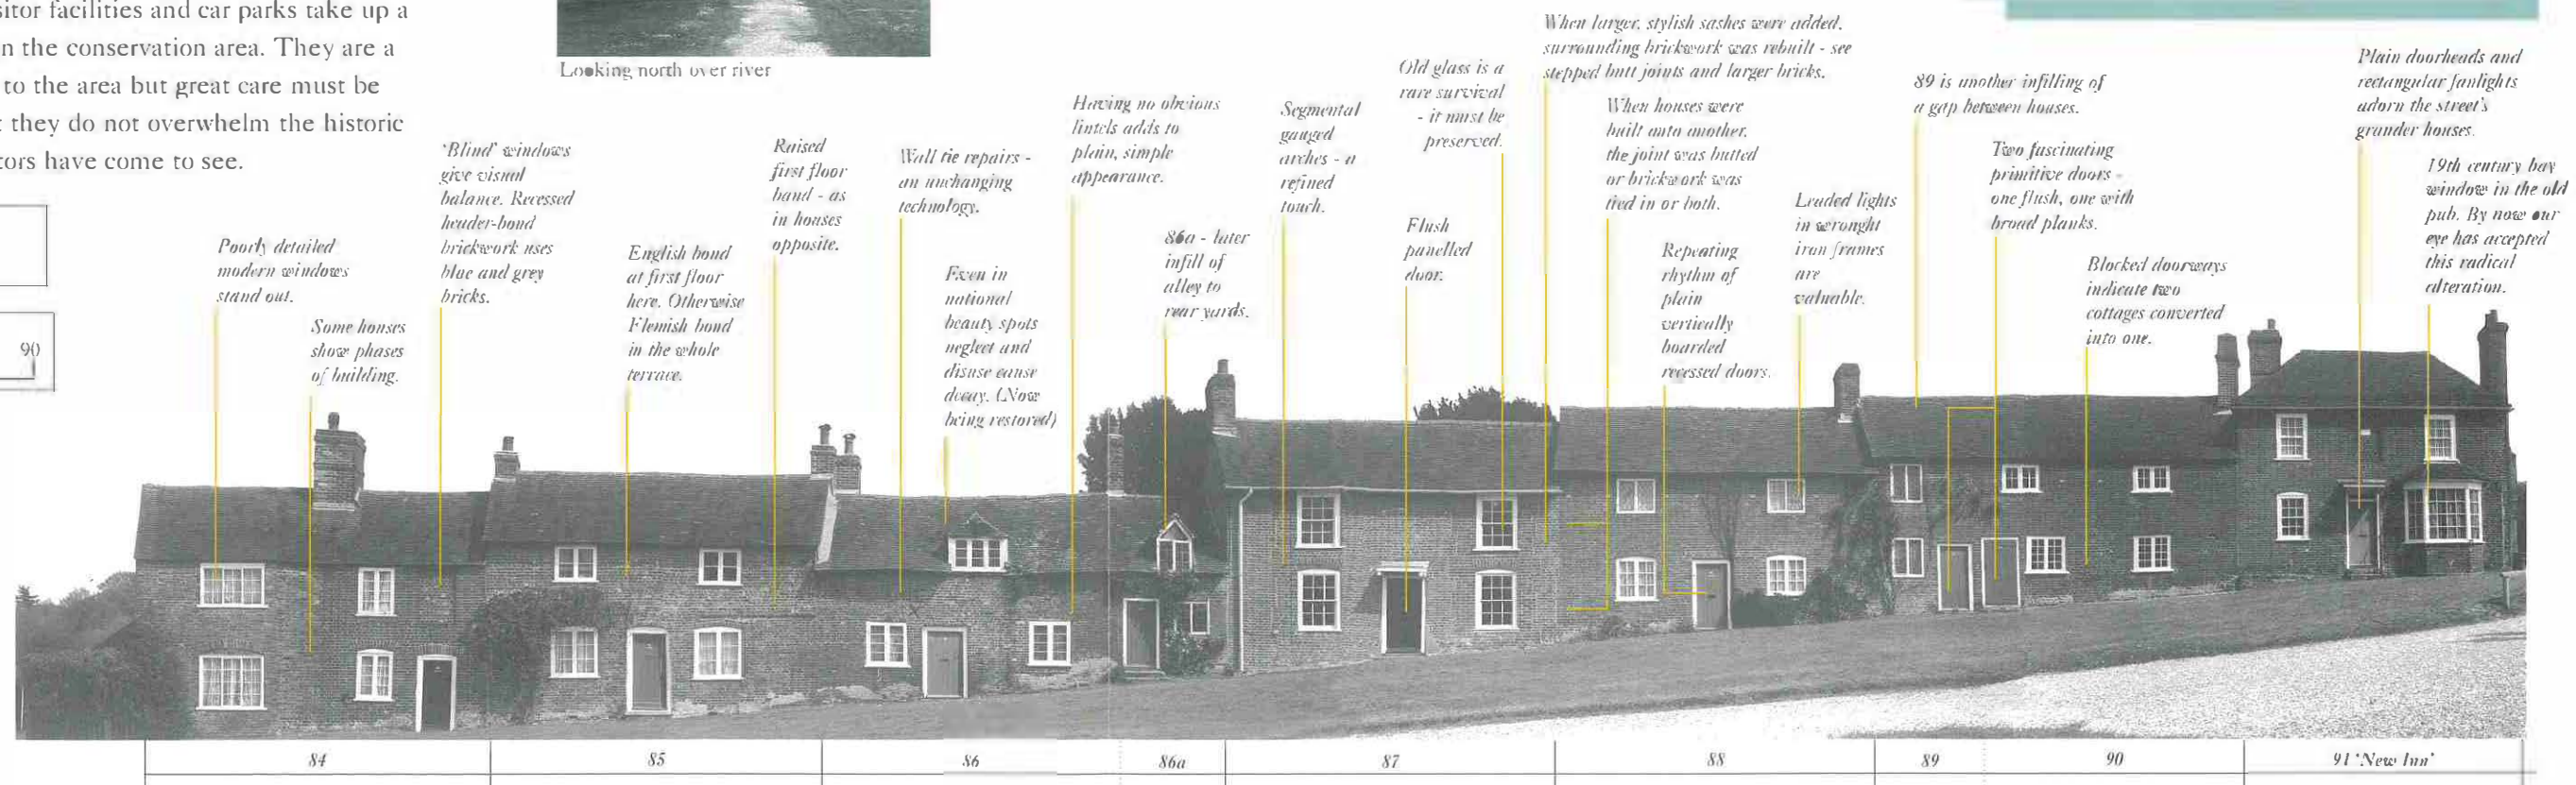 sitor facilities and car parks take up a
n the conservation area. They are a
to the area but great care must be
they do not overwhelm the historic
tors have come to see.
90
Looking north over river
Poorly detailed
modern windows
stand out.
Some houses
show phases
of building.
'Blind' windows
give visual
balance. Recessed
header-bond
brickwork uses
blue and grey
bricks.
English bond
at first floor
here. Otherwise
Flemish bond
in the whole
terrace.
Raised
first floor
band - as
in houses
opposite.
Wall tie repairs -
an unchanging
technology.
Even in
national
beauty spots
neglect and
disuse cause
decay. (Now
being restored)
Having no obvious
lintels adds to
plain, simple
appearance.
86a - later
infill of
alley to
rear yards.
Segmental
gauged
arches - a
refined
touch.
Old glass is a
rare survival
- it must be
preserved.
Flush
panelled
door.
When larger, stylish sashes were added,
surrounding brickwork was rebuilt - see
stepped butt joints and larger bricks.
When houses were
built onto another,
the joint was butted
or brickwork was
tied in or both.
Repeating
rhythm of
plain
vertically
boarded
recessed doors.
Leaded lights
in wrought
iron frames
are
valuable.
89 is another infilling of
a gap between houses.
Two fascinating
primitive doors -
one flush, one with
broad planks.
Blocked doorways
indicate two
cottages converted
into one.
Plain doorheads and
rectangular fanlights
adorn the street's
grander houses.
19th century bay
window in the old
pub. By now our
eye has accepted
this radical
alteration.
84
85
86
86a
87
88
89
90
91 'New Inn'